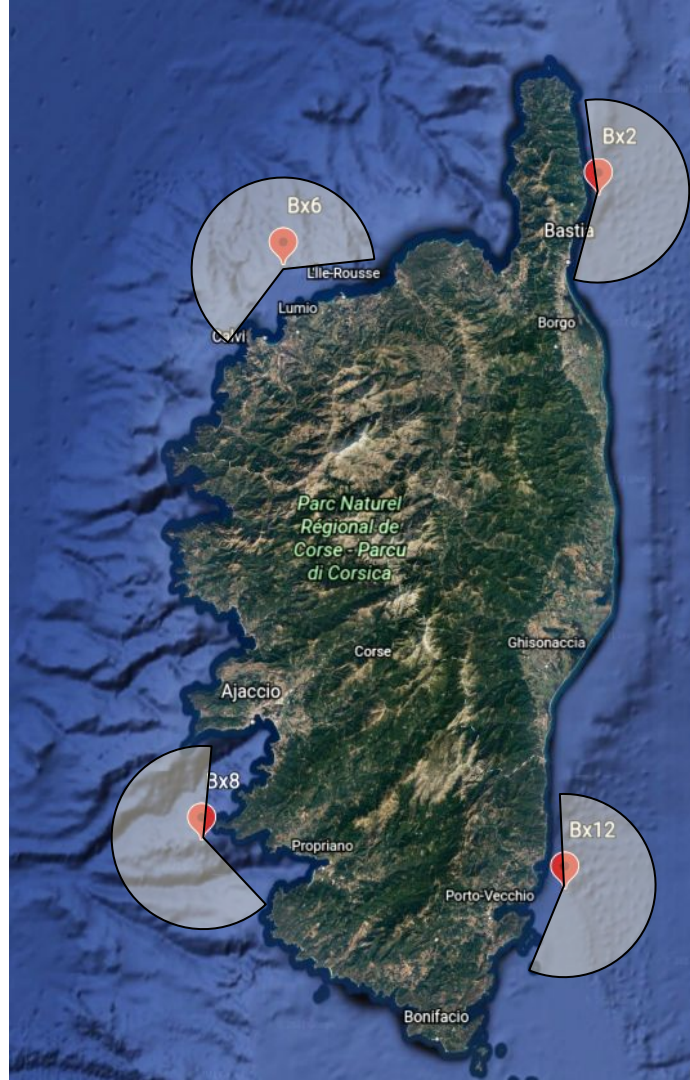 Bx2
Bx6
Bastia
L'Ile-Rousse
Lumio
Borgo
Calvi
Parc Naturel
Régional de
Corse - Parcu
di Corsica
Corse
Ghisonaccia
Ajaccio
Bx8
Bx12
Propriano
Porto-Vecchio
Bonifacio